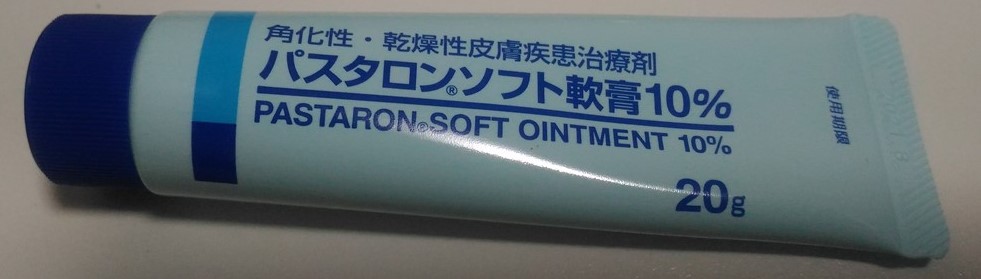 角化性・乾燥性皮膚疾患治療剤
パスタロン®ソフト軟膏10%
PASTARON®SOFT OINTMENT 10%
20g
使用期限